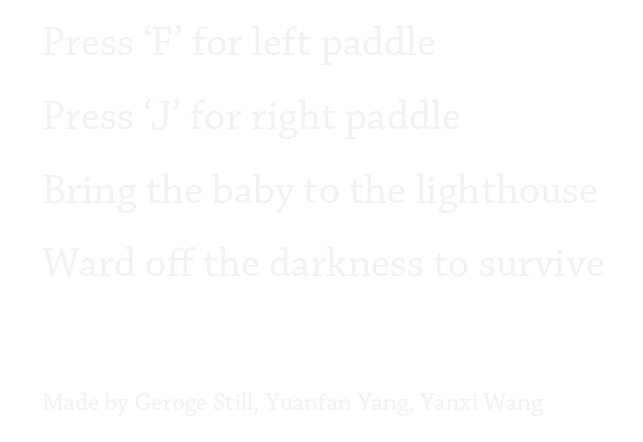 Press ‘F’ for left paddle
Press ‘J’ for right paddle
Bring the baby to the lighthouse
Ward off the darkness to survive
Made by Geroge Still, Yuanfan Yang, Yanxi Wang